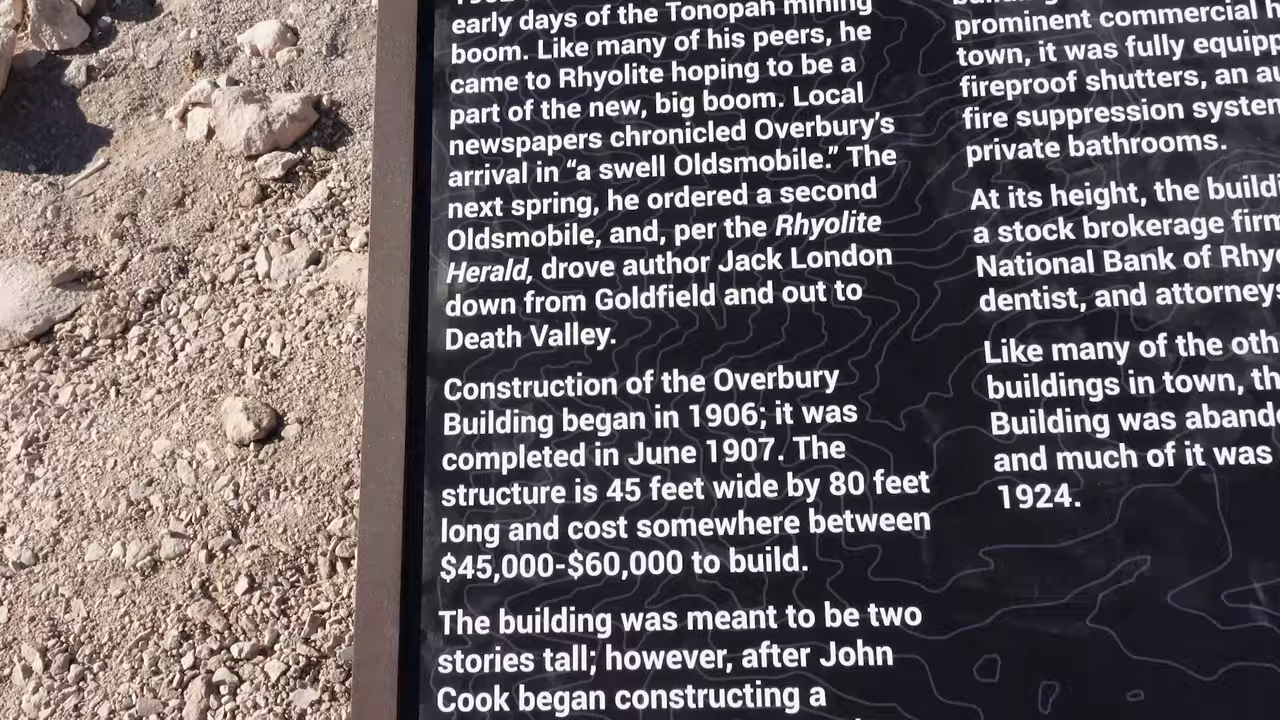 early days of the Tonopah mining
boom. Like many of his peers, he
came to Rhyolite hoping to be a
part of the new, big boom. Local
newspapers chronicled Overbury's
arrival in “a swell Oldsmobile.” The
next spring, he ordered a second
Oldsmobile, and, per the Rhyolite
Herald, drove author Jack London
down from Goldfield and out to
Death Valley.
Construction of the Overbury
Building began in 1906; it was
completed in June 1907. The
structure is 45 feet wide by 80 feet
long and cost somewhere between
$45,000-$60,000 to build.
The building was meant to be two
stories tall; however, after John
Cook began constructing a
prominent commercial
town, it was fully
fireproof shutters, an
fire suppression
private bathrooms.
At its height, the
a stock brokerage
National Bank of
dentist, and attorneys
Like many of the
buildings in town,
Building was
and much of it was
1924.